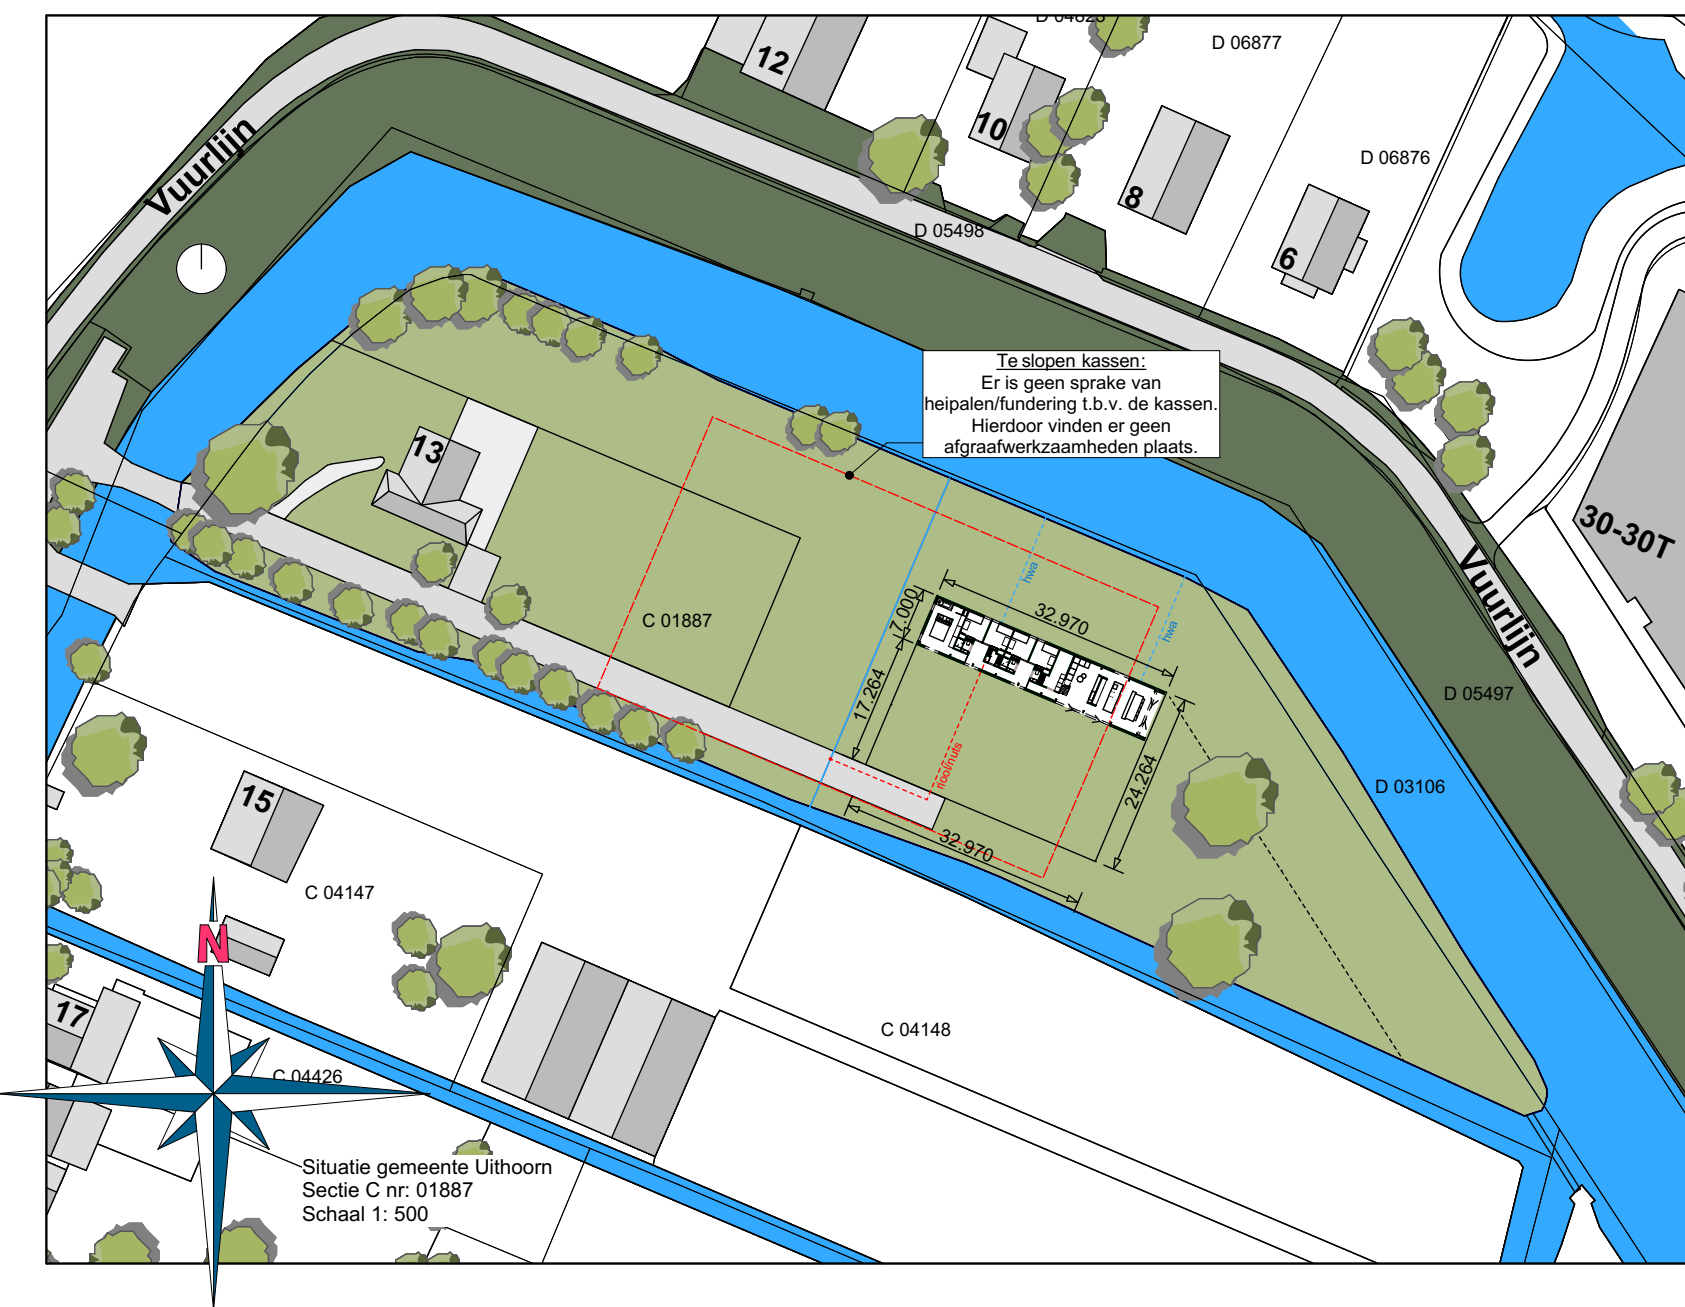 D 04823
D 06877
12
10
D 06876
Vuurlijn
8
D 05498
6
Te slopen kassen:
Er is geen sprake van
heipalen/fundering t.b.v. de kassen.
Hierdoor vinden er geen
afgraafwerkzaamheden plaats.
13
30-30T
Vuurlijn
hwa
7.000
32.970
C 01887
hwa
17.264
D 05497
riool/nuts
24.264
D 03106
15
32.970
C 04147
N
17
C 04148
C 04426
Situatie gemeente Uithoorn
Sectie C nr: 01887
Schaal 1: 500